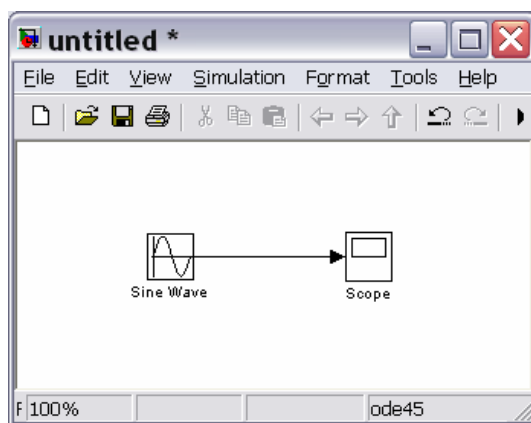 untitled *
File Edit View Simulation Format Tools Help
Sine Wave
Scope
F 100% ode45